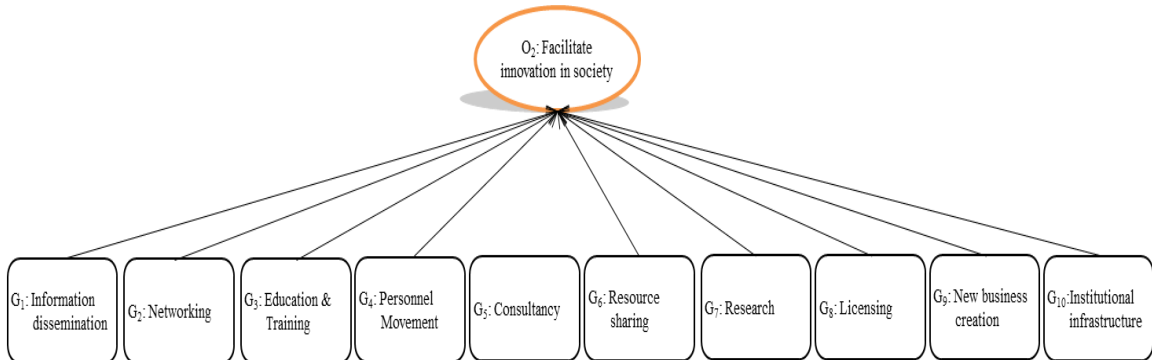 O₂: Facilitate
innovation in society
G₁: Information
dissemination
G₂: Networking
G₃: Education &
Training
G₄: Personnel
Movement
G₅: Consultancy
G₆: Resource
sharing
G₇: Research
G₈: Licensing
G₉: New business
creation
G₁₀:Institutional
infrastructure